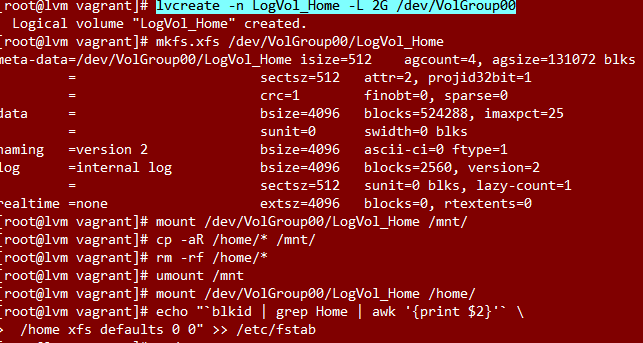 [root@lvm vagrant]# lvcreate -n LogVol_Home -L 2G /dev/VolGroup00
  Logical volume "LogVol_Home" created.
[root@lvm vagrant]# mkfs.xfs /dev/VolGroup00/LogVol_Home
meta-data=/dev/VolGroup00/LogVol_Home isize=512    agcount=4, agsize=131072 blks
         =                       sectsz=512   attr=2, projid32bit=1
         =                       crc=1        finobt=0, sparse=0
data     =                       bsize=4096   blocks=524288, imaxpct=25
         =                       sunit=0      swidth=0 blks
naming   =version 2              bsize=4096   ascii-ci=0 ftype=1
log      =internal log           bsize=4096   blocks=2560, version=2
         =                       sectsz=512   sunit=0 blks, lazy-count=1
realtime =none                   extsz=4096   blocks=0, rtextents=0
[root@lvm vagrant]# mount /dev/VolGroup00/LogVol_Home /mnt/
[root@lvm vagrant]# cp -aR /home/* /mnt/
[root@lvm vagrant]# rm -rf /home/*
[root@lvm vagrant]# umount /mnt
[root@lvm vagrant]# mount /dev/VolGroup00/LogVol_Home /home/
[root@lvm vagrant]# echo "`blkid | grep Home | awk '{print $2}'` \
>  /home xfs defaults 0 0" >> /etc/fstab